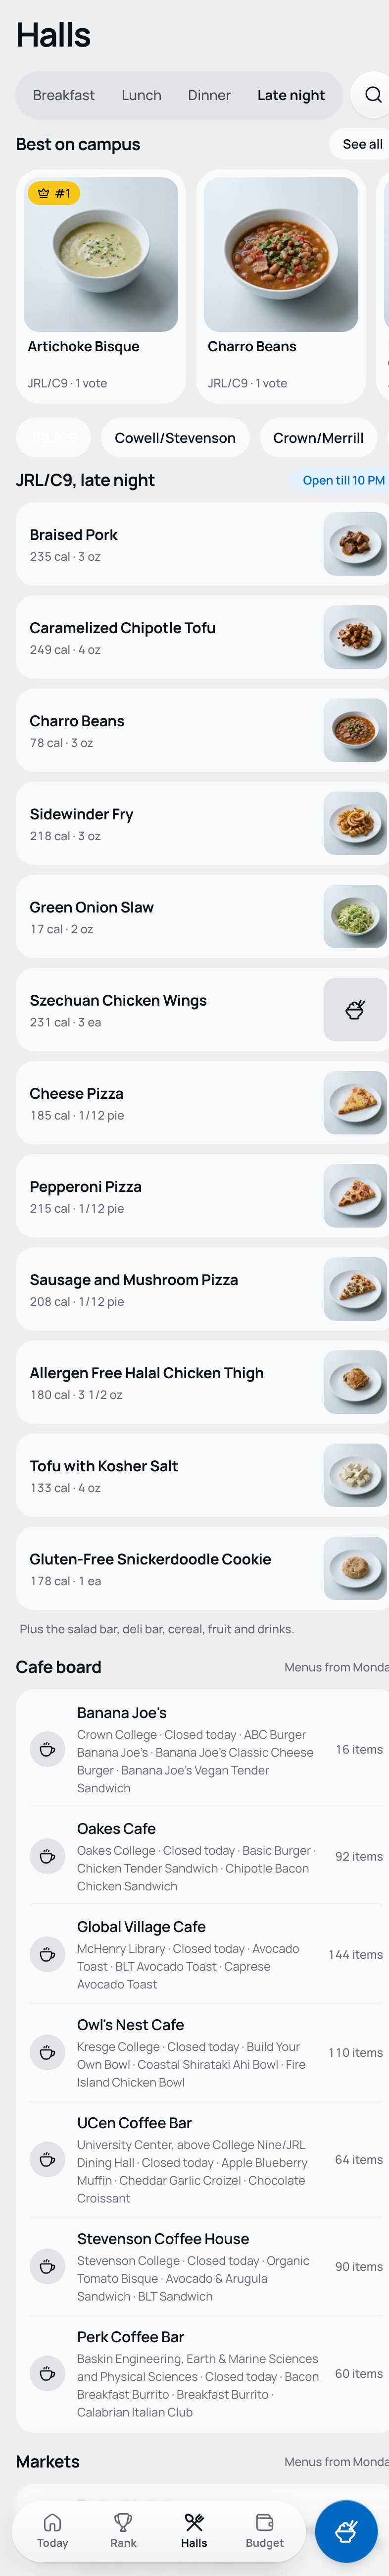 Halls
Breakfast Lunch Dinner Late night
Best on campus See all
#1
Artichoke Bisque
JRL/C9 · 1 vote
Charro Beans
JRL/C9 · 1 vote
JRL/C9 Cowell/Stevenson Crown/Merrill
JRL/C9, late night Open till 10 PM
Braised Pork
235 cal · 3 oz
Caramelized Chipotle Tofu
249 cal · 4 oz
Charro Beans
78 cal · 3 oz
Sidewinder Fry
218 cal · 3 oz
Green Onion Slaw
17 cal · 2 oz
Szechuan Chicken Wings
231 cal · 3 ea
Cheese Pizza
185 cal · 1/12 pie
Pepperoni Pizza
215 cal · 1/12 pie
Sausage and Mushroom Pizza
208 cal · 1/12 pie
Allergen Free Halal Chicken Thigh
180 cal · 3 1/2 oz
Tofu with Kosher Salt
133 cal · 4 oz
Gluten-Free Snickerdoodle Cookie
178 cal · 1 ea
Plus the salad bar, deli bar, cereal, fruit and drinks.
Cafe board Menus from Monda
Banana Joe's
Crown College · Closed today · ABC Burger
Banana Joe's · Banana Joe's Classic Cheese
Burger · Banana Joe's Vegan Tender
Sandwich
16 items
Oakes Cafe
Oakes College · Closed today · Basic Burger ·
Chicken Tender Sandwich · Chipotle Bacon
Chicken Sandwich
92 items
Global Village Cafe
McHenry Library · Closed today · Avocado
Toast · BLT Avocado Toast · Caprese
Avocado Toast
144 items
Owl's Nest Cafe
Kresge College · Closed today · Build Your
Own Bowl · Coastal Shirataki Ahi Bowl · Fire
Island Chicken Bowl
110 items
UCen Coffee Bar
University Center, above College Nine/JRL
Dining Hall · Closed today · Apple Blueberry
Muffin · Cheddar Garlic Croizel · Chocolate
Croissant
64 items
Stevenson Coffee House
Stevenson College · Closed today · Organic
Tomato Bisque · Avocado & Arugula
Sandwich · BLT Sandwich
90 items
Perk Coffee Bar
Baskin Engineering, Earth & Marine Sciences
and Physical Sciences · Closed today · Bacon
Breakfast Burrito · Breakfast Burrito ·
Calabrian Italian Club
60 items
Markets Menus from Monda
Today Rank Halls Budget